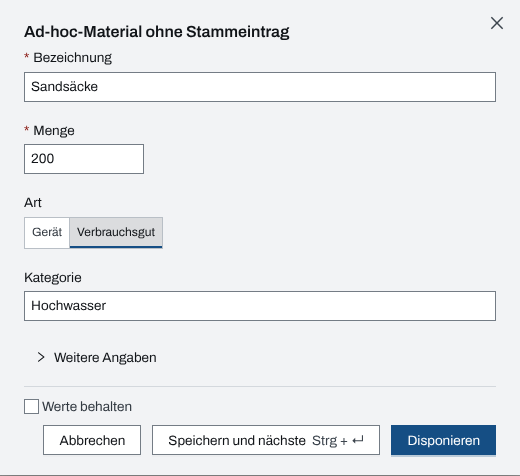 Ad-hoc-Material ohne Stammeintrag
* Bezeichnung
Sandsäcke
* Menge
200
Art
Gerät Verbrauchsgut
Kategorie
Hochwasser
Weitere Angaben
Werte behalten
Abbrechen Speichern und nächste Strg + ↵ Disponieren